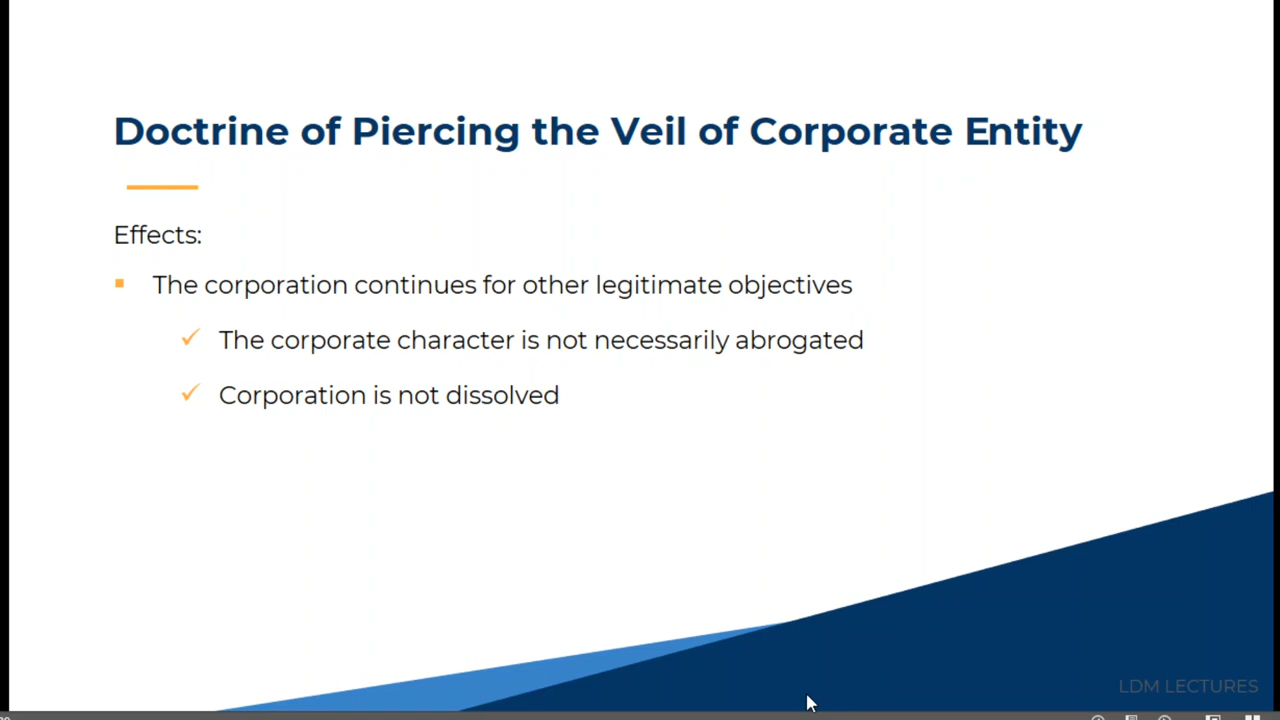 Doctrine of Piercing the Veil of Corporate Entity
Effects:
The corporation continues for other legitimate objectives
The corporate character is not necessarily abrogated
Corporation is not dissolved
LDM LECTURES